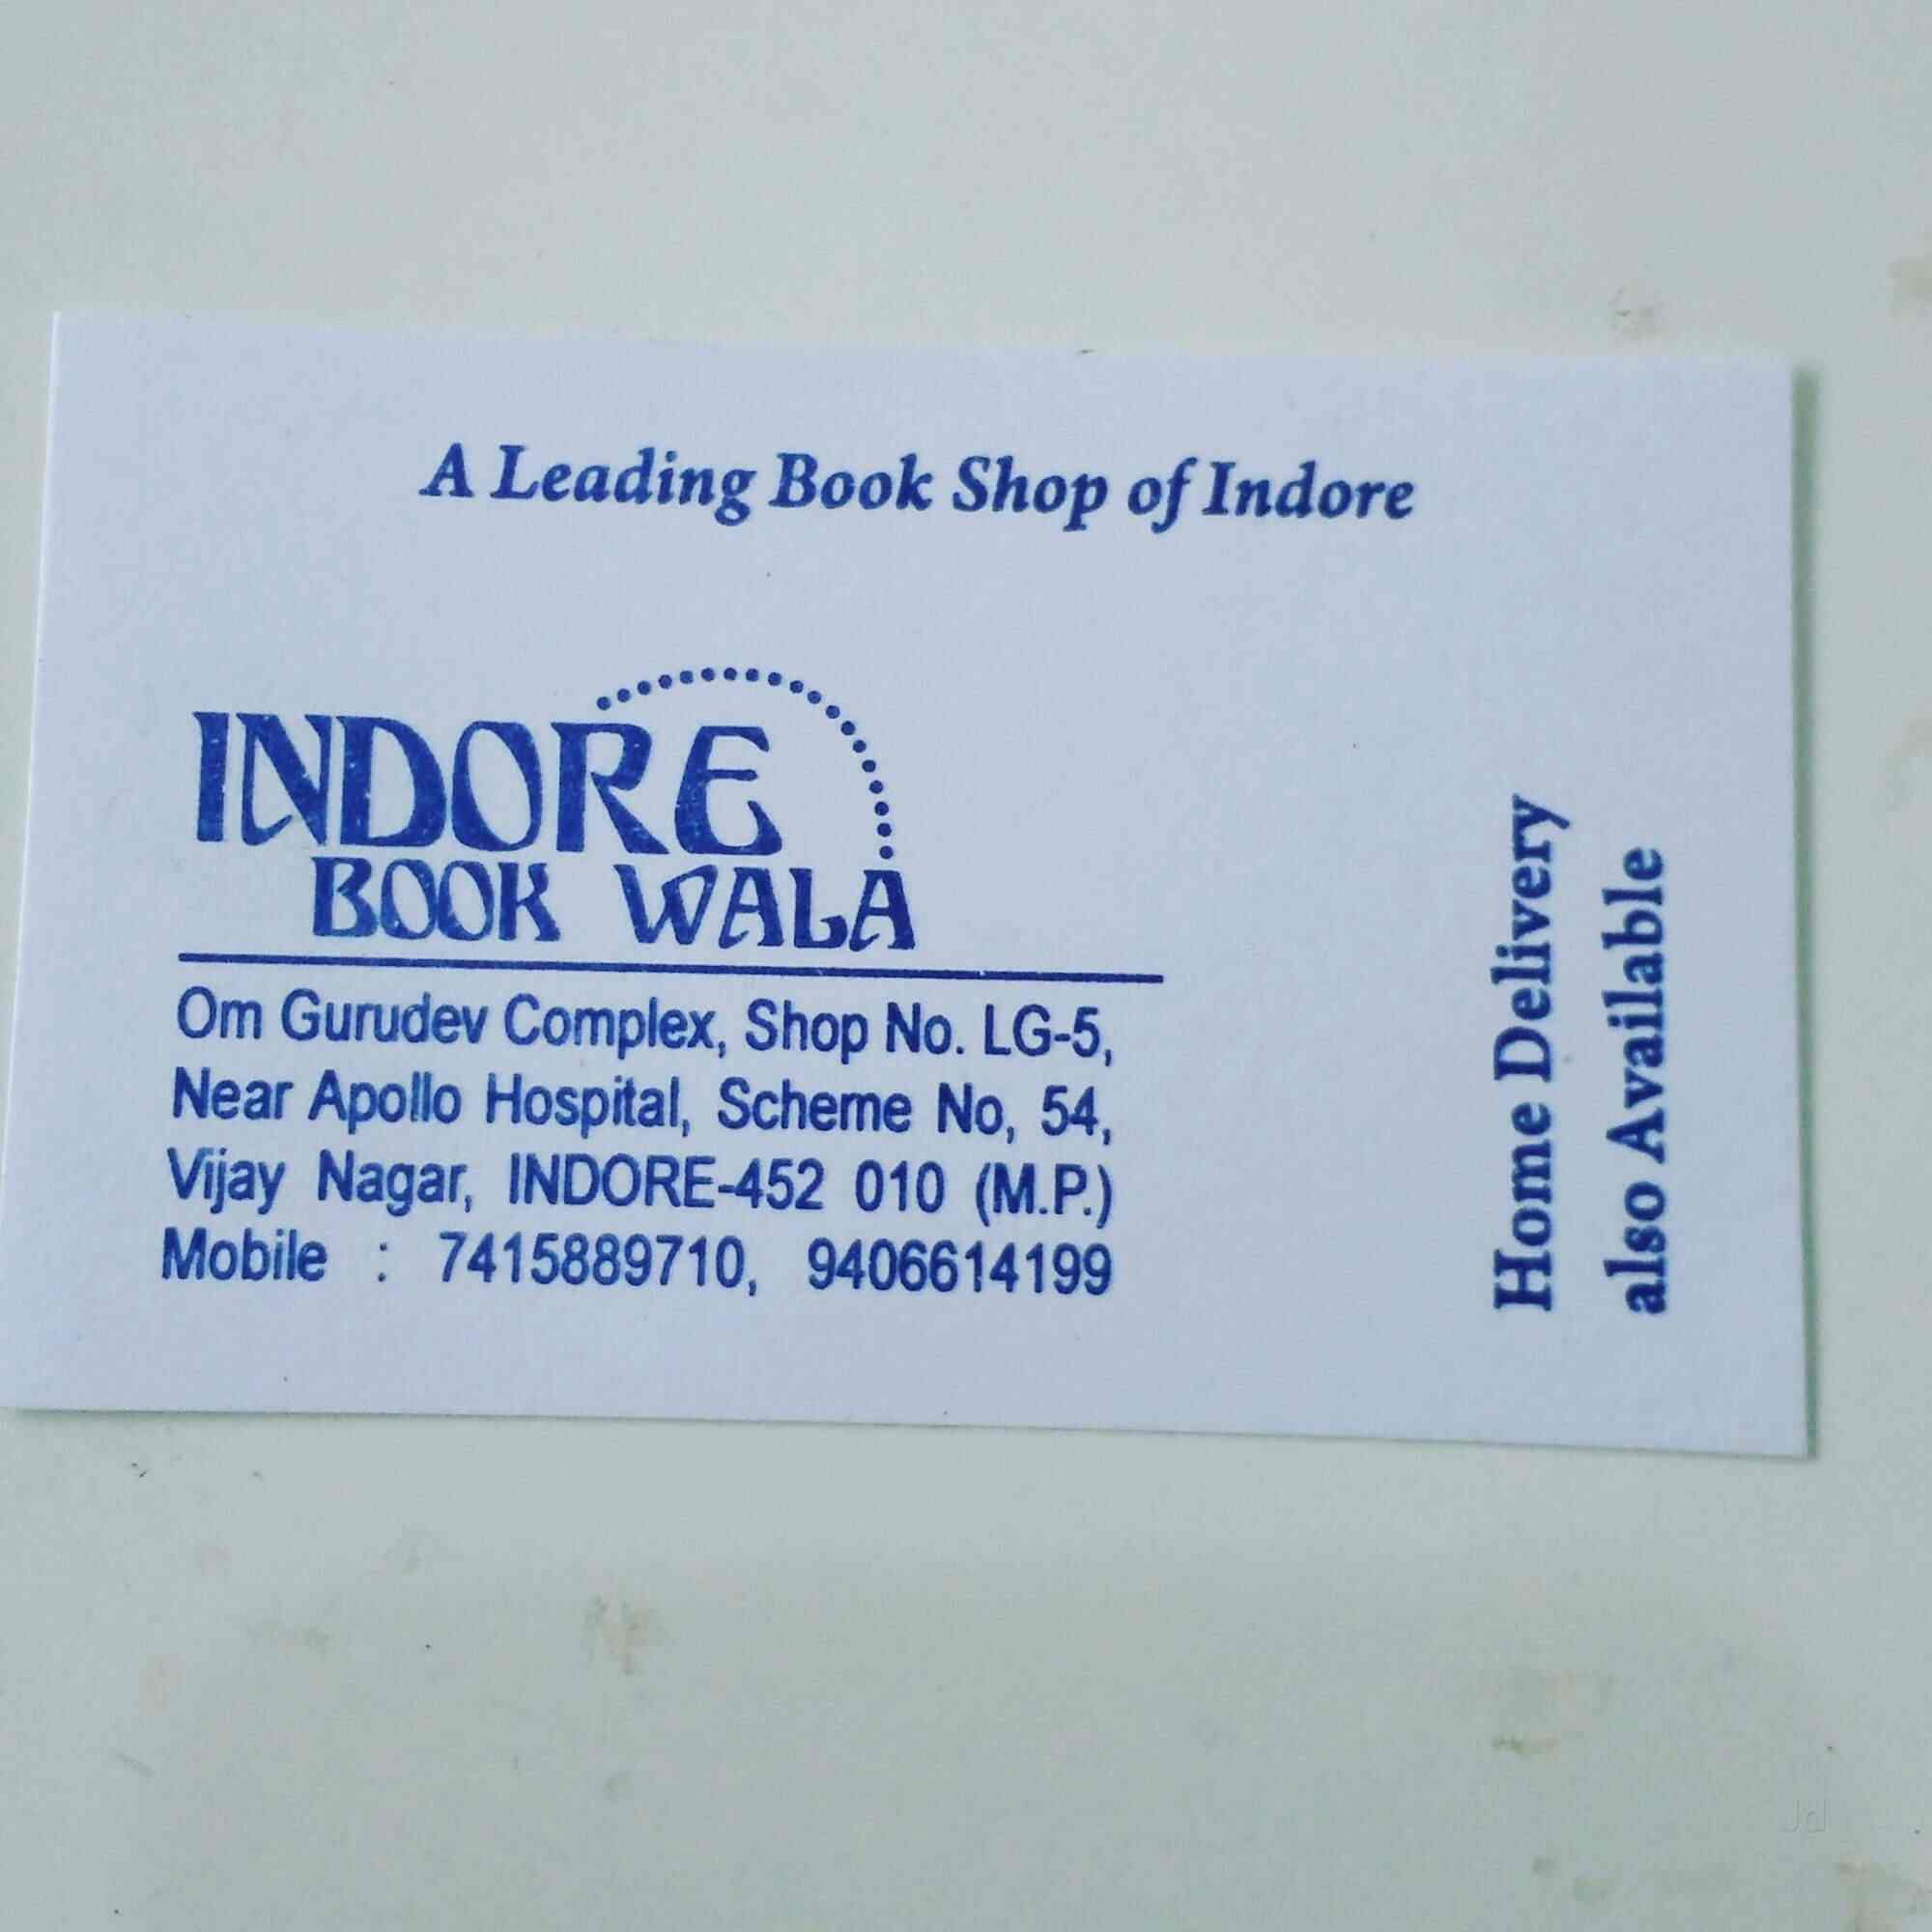 A Leading Book Shop of Indore
INDORE
BOOK WALA
Om Gurudev Complex, Shop No. LG-5,
Near Apollo Hospital, Scheme No, 54,
Vijay Nagar, INDORE-452 010 (M.P.)
Mobile : 7415889710, 9406614199
Home Delivery
also Available
Jd